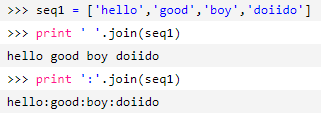 >>> seq1 = ['hello','good','boy','doiido']
>>> print ' '.join(seq1)
hello good boy doiido
>>> print ':'.join(seq1)
hello:good:boy:doiido